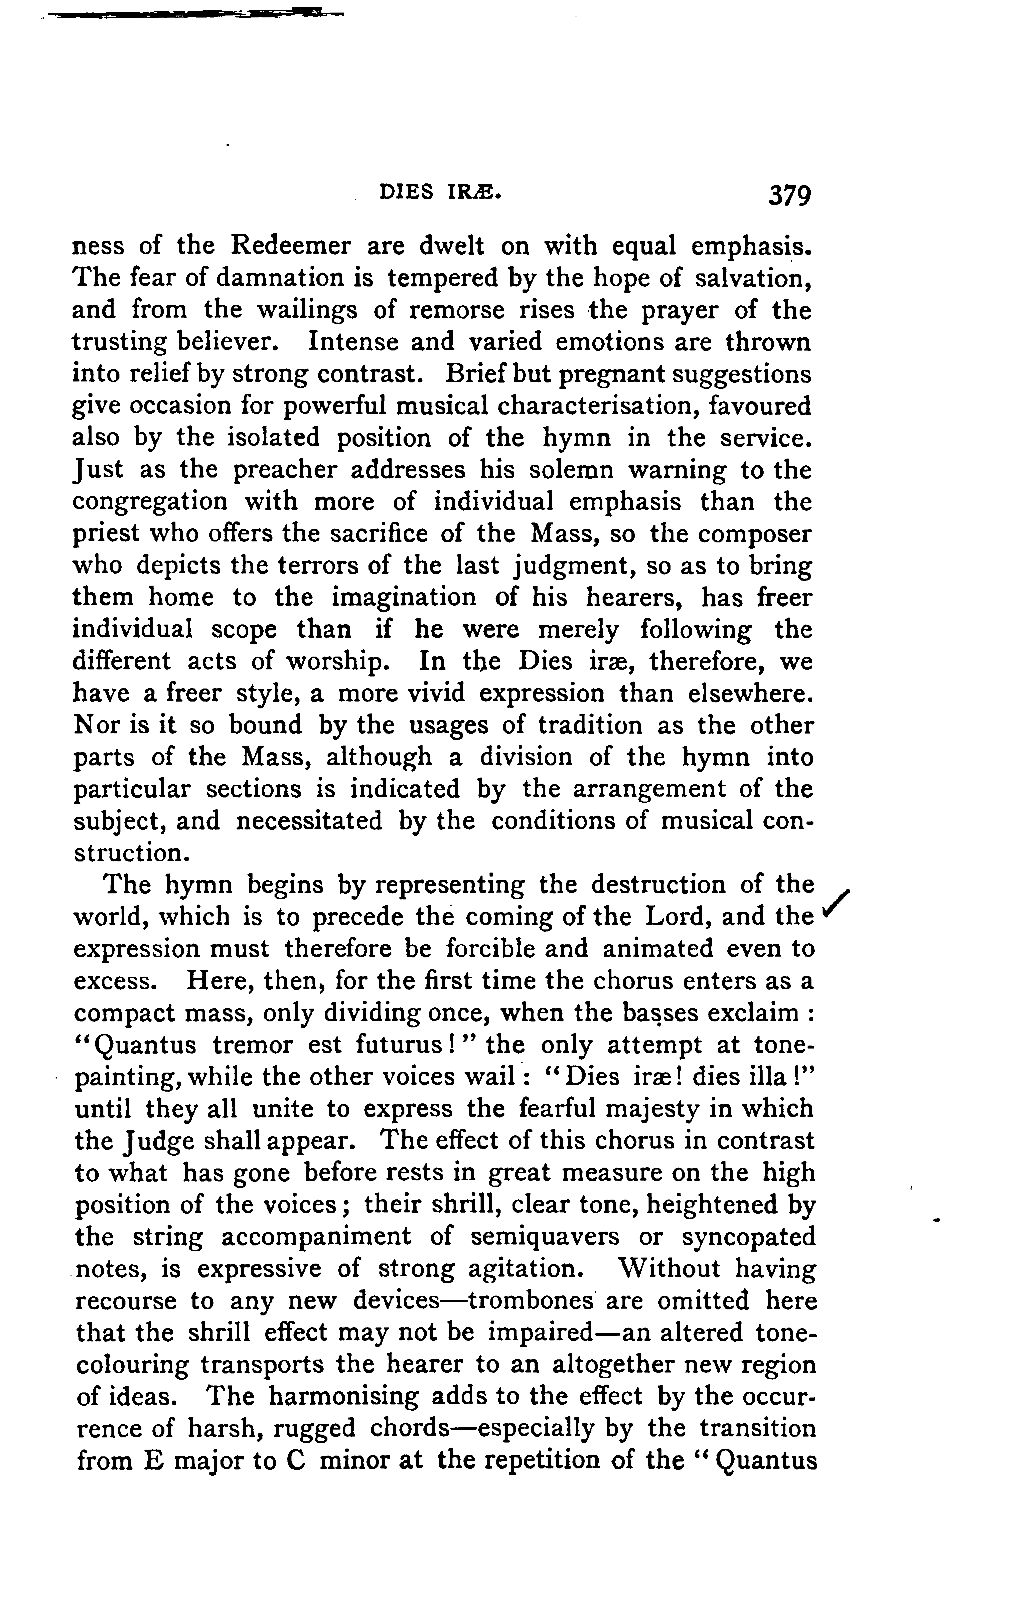 DIES IRÆ. 379
ness of the Redeemer are dwelt on with equal emphasis.
The fear of damnation is tempered by the hope of salvation,
and from the wailings of remorse rises the prayer of the
trusting believer. Intense and varied emotions are thrown
into relief by strong contrast. Brief but pregnant suggestions
give occasion for powerful musical characterisation, favoured
also by the isolated position of the hymn in the service.
Just as the preacher addresses his solemn warning to the
congregation with more of individual emphasis than the
priest who offers the sacrifice of the Mass, so the composer
who depicts the terrors of the last judgment, so as to bring
them home to the imagination of his hearers, has freer
individual scope than if he were merely following the
different acts of worship. In the Dies iræ, therefore, we
have a freer style, a more vivid expression than elsewhere.
Nor is it so bound by the usages of tradition as the other
parts of the Mass, although a division of the hymn into
particular sections is indicated by the arrangement of the
subject, and necessitated by the conditions of musical con-
struction.
The hymn begins by representing the destruction of the
world, which is to precede the coming of the Lord, and the
expression must therefore be forcible and animated even to
excess. Here, then, for the first time the chorus enters as a
compact mass, only dividing once, when the basses exclaim :
"Quantus tremor est futurus!" the only attempt at tone-
painting, while the other voices wail : "Dies iræ! dies illa!"
until they all unite to express the fearful majesty in which
the Judge shall appear. The effect of this chorus in contrast
to what has gone before rests in great measure on the high
position of the voices; their shrill, clear tone, heightened by
the string accompaniment of semiquavers or syncopated
notes, is expressive of strong agitation. Without having
recourse to any new devices—trombones are omitted here
that the shrill effect may not be impaired—an altered tone-
colouring transports the hearer to an altogether new region
of ideas. The harmonising adds to the effect by the occur-
rence of harsh, rugged chords—especially by the transition
from E major to C minor at the repetition of the "Quantus